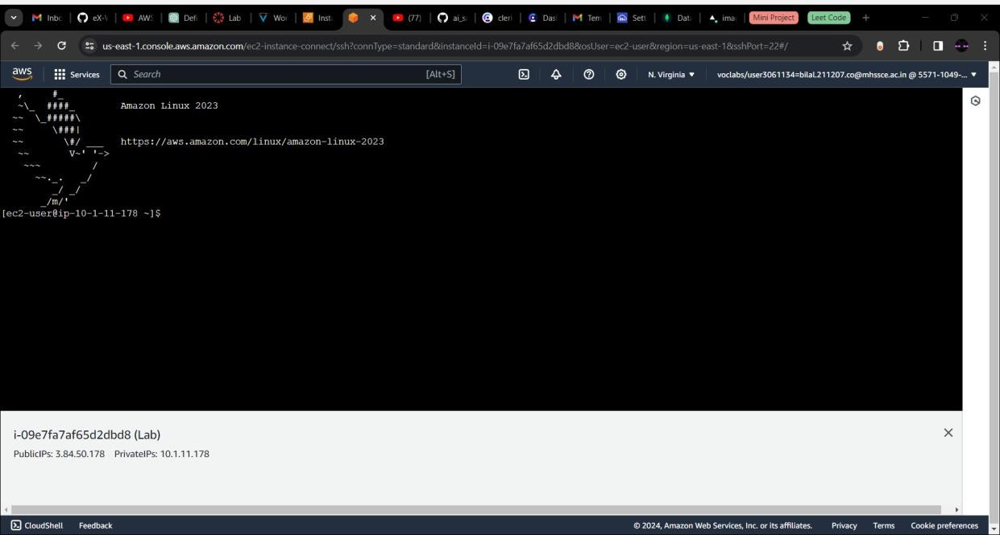 Inbc
eX-V
AWS
Defi
Lab
Wor
Inst
(77)
ai_s
cleri
Das
Tem
Sett
Dat
ima
Mini Project
Leet Code
us-east-1.console.aws.amazon.com/ec2-instance-connect/ssh?connType=standard&instanceId=i-09e7fa7af65d2dbd8&osUser=ec2-user&region=us-east-1&sshPort=22#/
aws Services Search [Alt+S] N. Virginia voclabs/user3061134=bilal.211207.co@mhssce.ac.in @ 5571-1049-...
Amazon Linux 2023
https://aws.amazon.com/linux/amazon-linux-2023
[ec2-user@ip-10-1-11-178 ~]$
i-09e7fa7af65d2dbd8 (Lab)
PublicIPs: 3.84.50.178 PrivateIPs: 10.1.11.178
CloudShell Feedback © 2024, Amazon Web Services, Inc. or its affiliates. Privacy Terms Cookie preferences